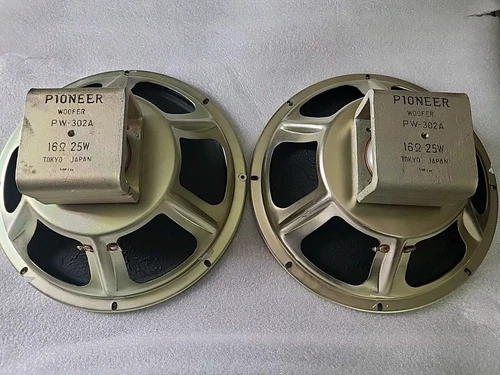 PIONEER
WOOFER
PW-302A
16Ω 25W
TOKYO JAPAN
PIONEER
WOOFER
PW-302A
16Ω 25W
TOKYO JAPAN